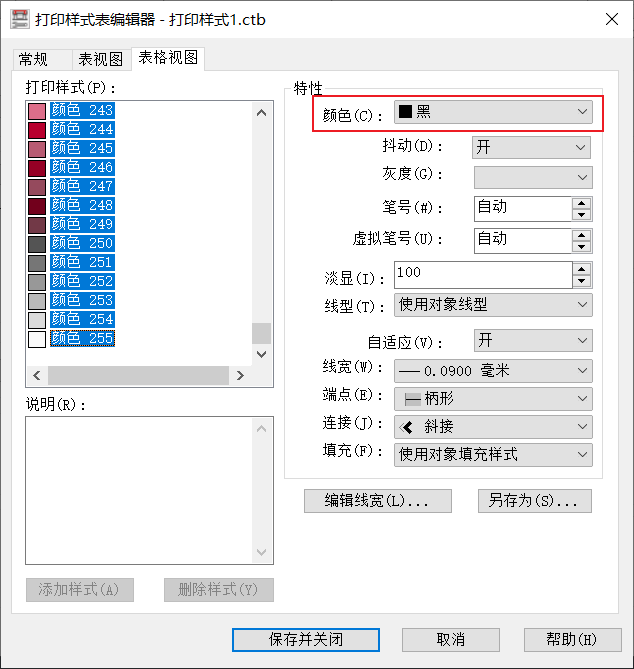 打印样式表编辑器 - 打印样式1.ctb
常规 表视图 表格视图
打印样式(P):
颜色 243
颜色 244
颜色 245
颜色 246
颜色 247
颜色 248
颜色 249
颜色 250
颜色 251
颜色 252
颜色 253
颜色 254
颜色 255
说明(R):
添加样式(A) 删除样式(Y)
特性
颜色(C): 黑
抖动(D): 开
灰度(G):
笔号(#): 自动
虚拟笔号(U): 自动
淡显(I): 100
线型(T): 使用对象线型
自适应(V): 开
线宽(W): 0.0900 毫米
端点(E): 柄形
连接(J): 斜接
填充(F): 使用对象填充样式
编辑线宽(L)... 另存为(S)...
保存并关闭 取消 帮助(H)